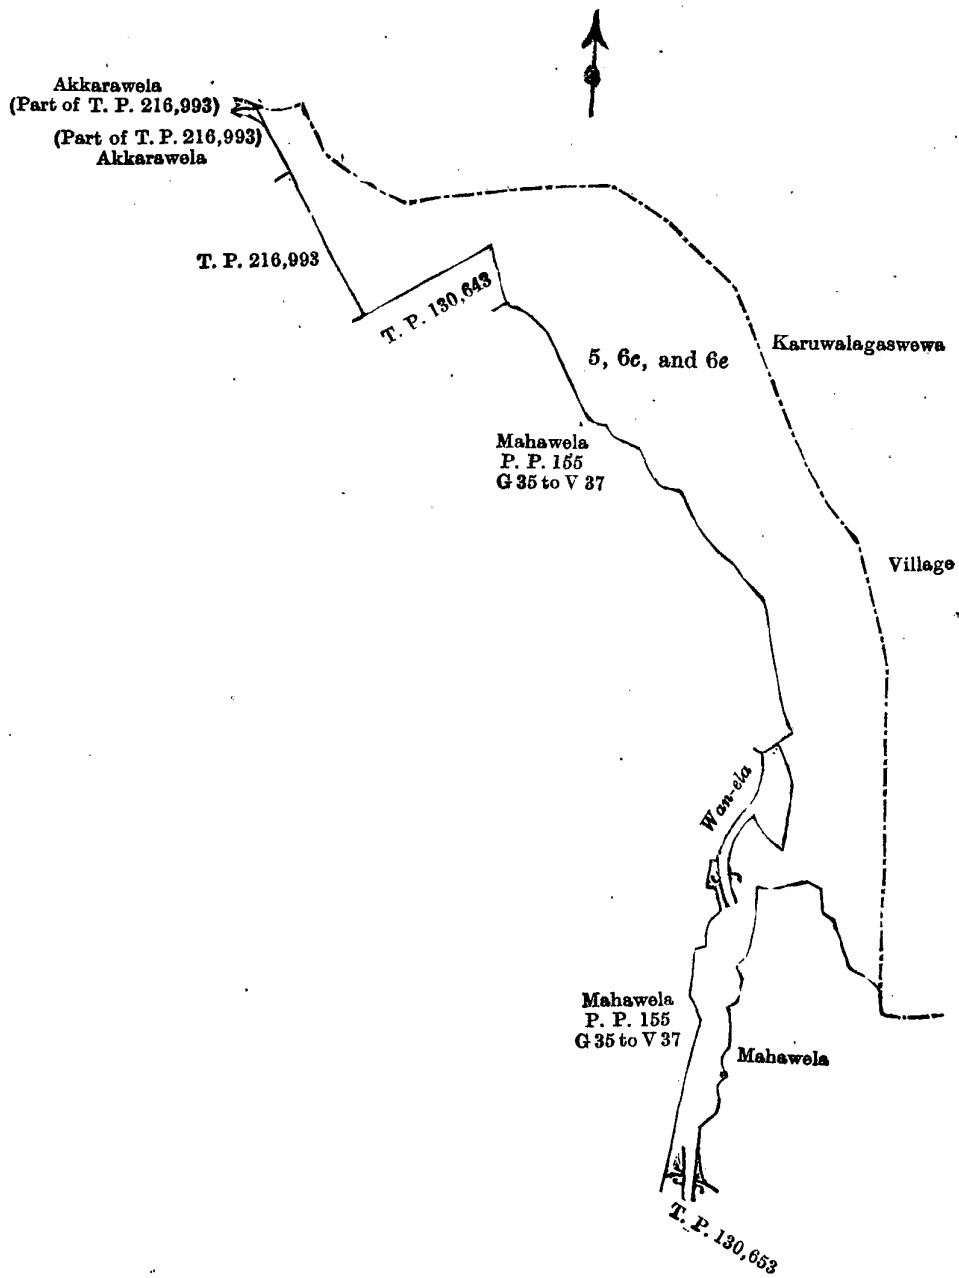 Akkarawela
(Part of T. P. 216,993)
(Part of T. P. 216,993)
Akkarawela
T. P. 216,993
T. P. 130,643
Karuwalagaswewa
5, 6c, and 6e
Mahawela
P. P. 155
G 35 to V 37
Village
Wan-ela
Mahawela
P. P. 155
G 35 to V 37
Mahawela
T. P. 130,653